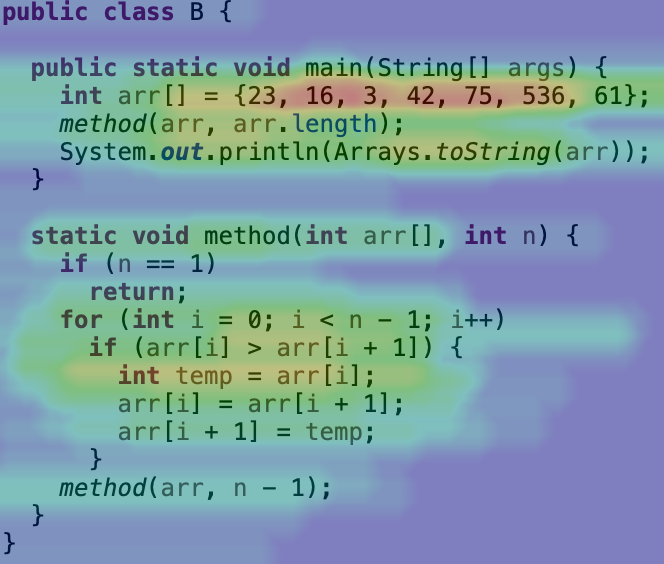 public class B {
public static void main(String[] args) {
int arr[] = {23, 16, 3, 42, 75, 536, 61};
method(arr, arr.length);
System.out.println(Arrays.toString(arr));
}
static void method(int arr[], int n) {
if (n == 1)
return;
for (int i = 0; i < n - 1; i++)
if (arr[i] > arr[i + 1]) {
int temp = arr[i];
arr[i] = arr[i + 1];
arr[i + 1] = temp;
}
method(arr, n - 1);
}
}